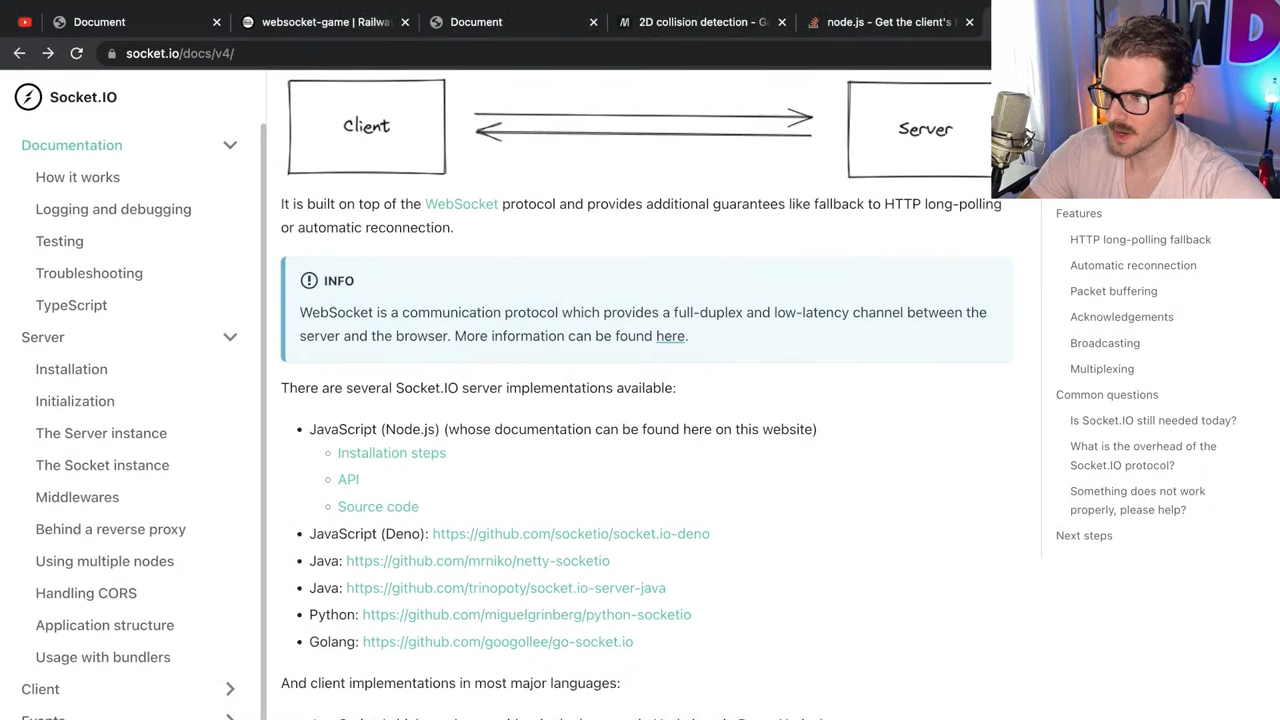 Document
websocket-game | Railwa
Document
2D collision detection - G
node.js - Get the client's
socket.io/docs/v4/
Socket.IO
Documentation
How it works
Logging and debugging
Testing
Troubleshooting
TypeScript
Server
Installation
Initialization
The Server instance
The Socket instance
Middlewares
Behind a reverse proxy
Using multiple nodes
Handling CORS
Application structure
Usage with bundlers
Client
Client
Server
It is built on top of the WebSocket protocol and provides additional guarantees like fallback to HTTP long-polling
or automatic reconnection.
INFO
WebSocket is a communication protocol which provides a full-duplex and low-latency channel between the
server and the browser. More information can be found here.
There are several Socket.IO server implementations available:
JavaScript (Node.js) (whose documentation can be found here on this website)
Installation steps
API
Source code
JavaScript (Deno): https://github.com/socketio/socket.io-deno
Java: https://github.com/mrniko/netty-socketio
Java: https://github.com/trinopoty/socket.io-server-java
Python: https://github.com/miguelgrinberg/python-socketio
Golang: https://github.com/googollee/go-socket.io
And client implementations in most major languages:
Features
HTTP long-polling fallback
Automatic reconnection
Packet buffering
Acknowledgements
Broadcasting
Multiplexing
Common questions
Is Socket.IO still needed today?
What is the overhead of the
Socket.IO protocol?
Something does not work
properly, please help?
Next steps